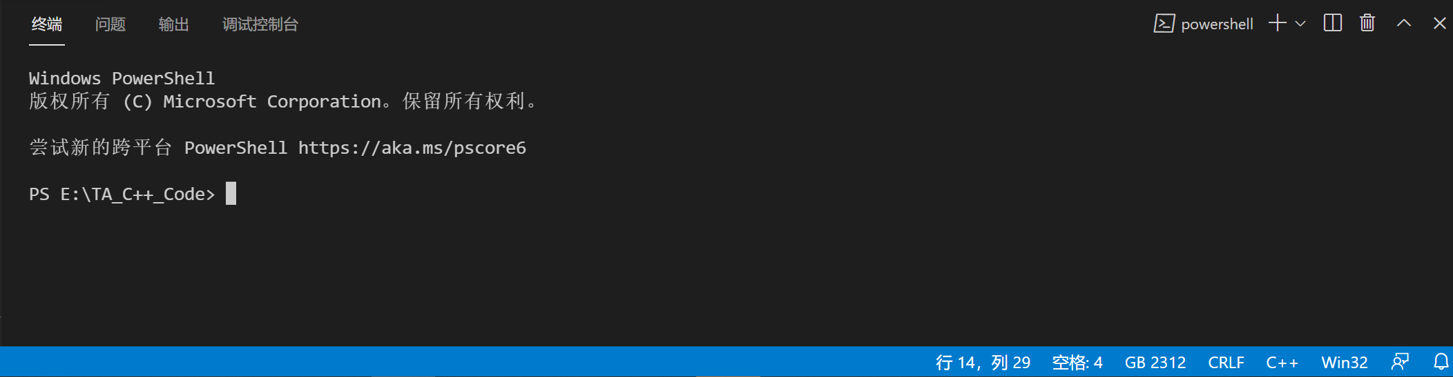 终端 问题 输出 调试控制台 powershell
Windows PowerShell
版权所有 (C) Microsoft Corporation。保留所有权利。
尝试新的跨平台 PowerShell https://aka.ms/pscore6
PS E:\TA_C++_Code>
行 14，列 29 空格: 4 GB 2312 CRLF C++ Win32